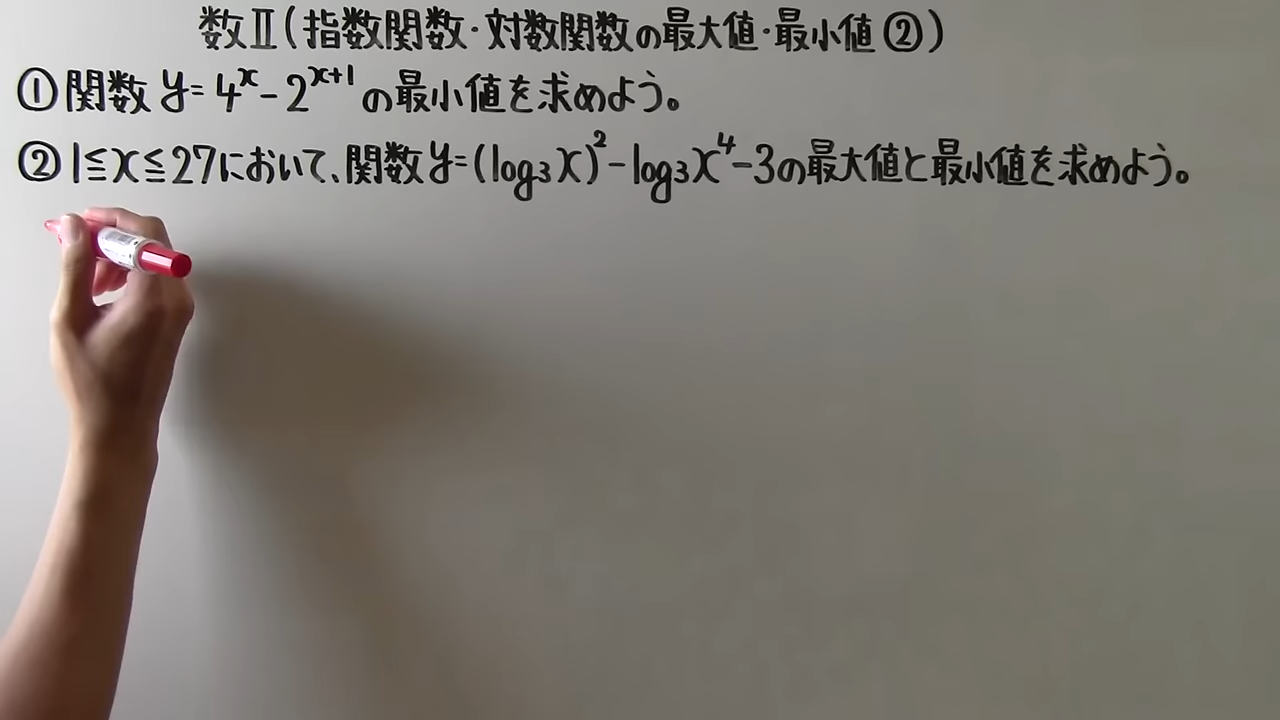 数Ⅱ(指数関数・対数関数の最大値・最小値②)
①関数 y=4^x-2^{x+1}の最小値を求めよう。
②1≦x≦27において、関数y=(log₃x)²-log₃x⁴-3の最大値と最小値を求めよう。